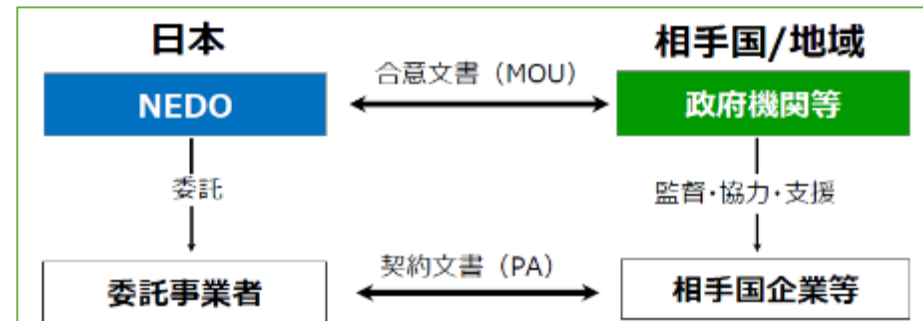 日本
相手国/地域
合意文書（MOU）
NEDO
政府機関等
委託
監督・協力・支援
契約文書（PA）
委託事業者
相手国企業等